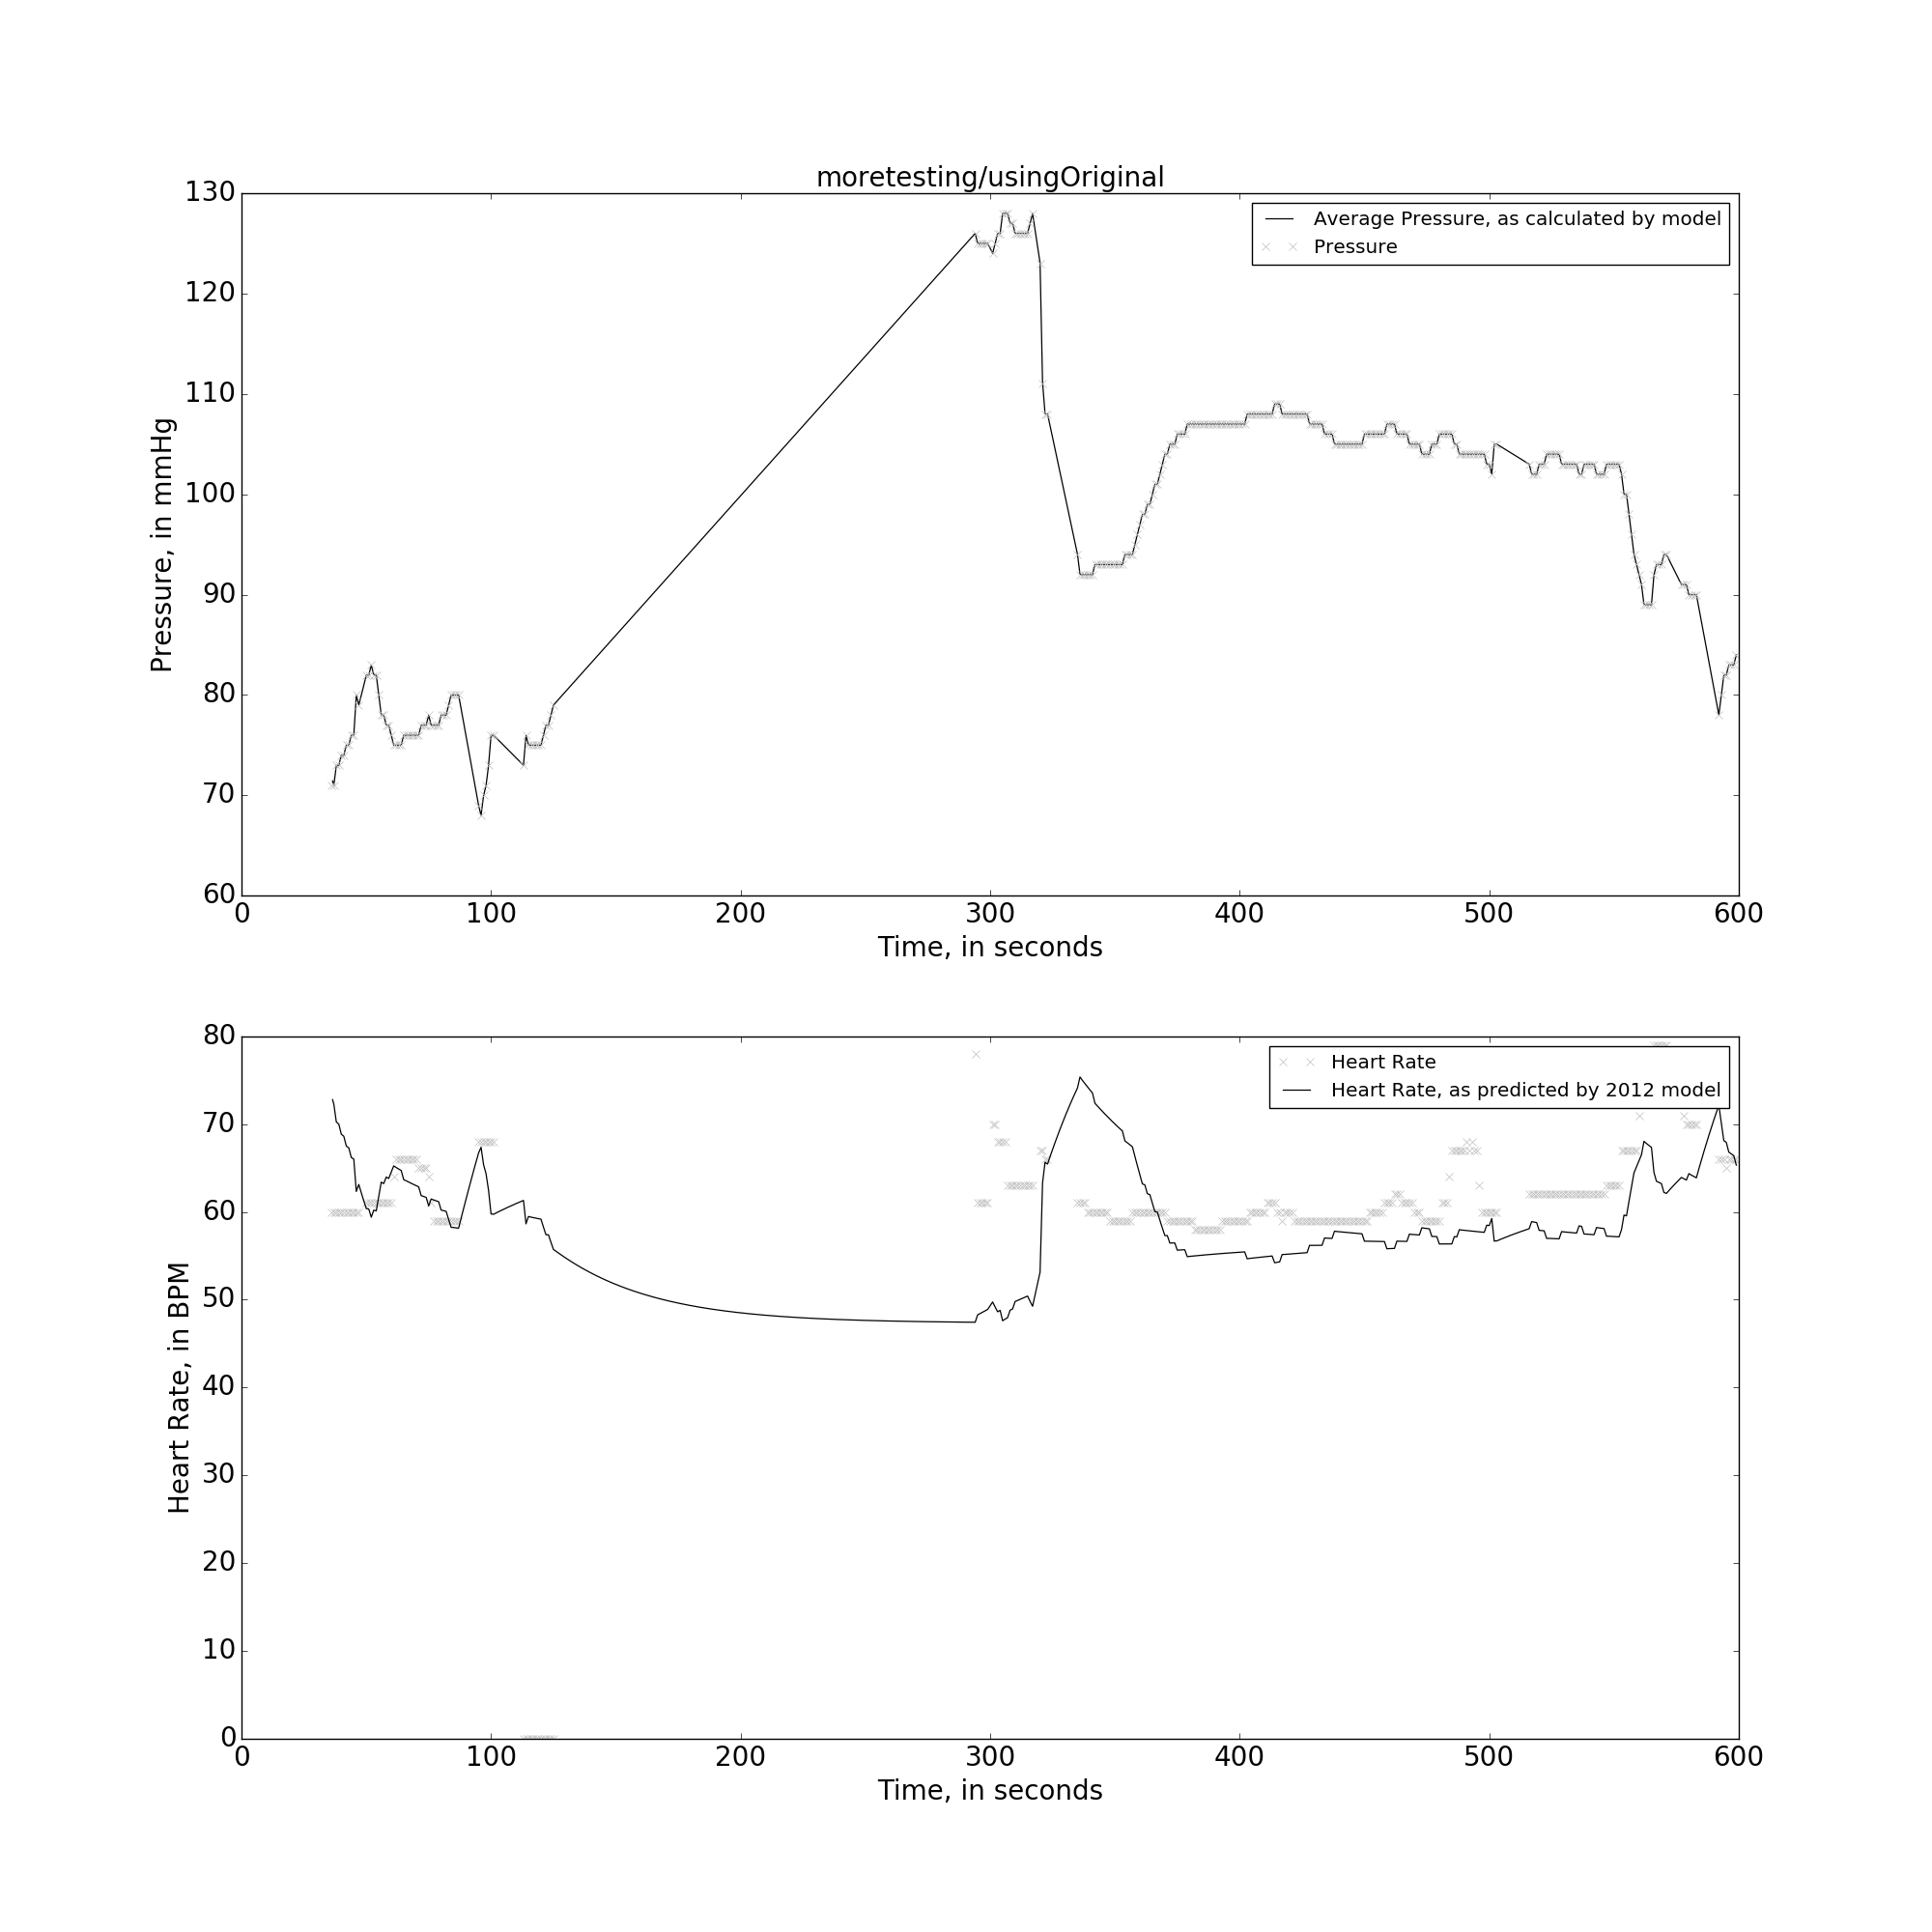 moretesting/usingOriginal
130
120
110
100
90
80
70
60
Pressure, in mmHg
Average Pressure, as calculated by model
Pressure
0 100 200 300 400 500 600
Time, in seconds
80
70
60
50
40
30
20
10
0
Heart Rate, in BPM
Heart Rate
Heart Rate, as predicted by 2012 model
0 100 200 300 400 500 600
Time, in seconds